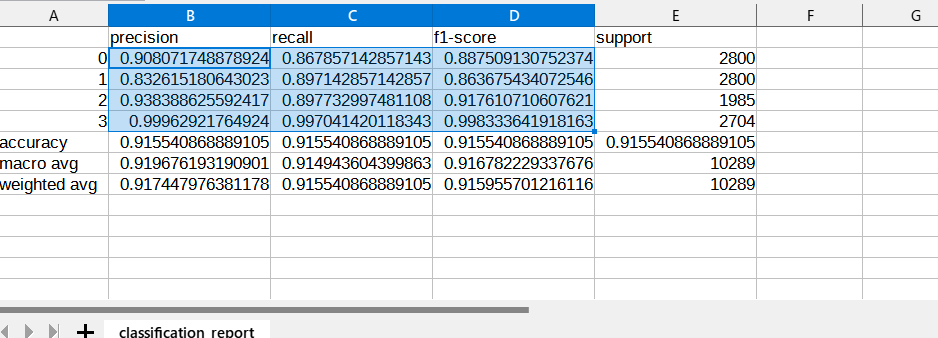 A B C D E F G
precision recall f1-score support
0 0.908071748878924 0.867857142857143 0.887509130752374 2800
1 0.832615180643023 0.897142857142857 0.863675434072546 2800
2 0.938388625592417 0.897732997481108 0.917610710607621 1985
3 0.99962921764924 0.997041420118343 0.998333641918163 2704
accuracy 0.915540868889105 0.915540868889105 0.915540868889105 0.915540868889105
macro avg 0.919676193190901 0.914943604399863 0.916782229337676 10289
weighted avg 0.917447976381178 0.915540868889105 0.915955701216116 10289
classification_report